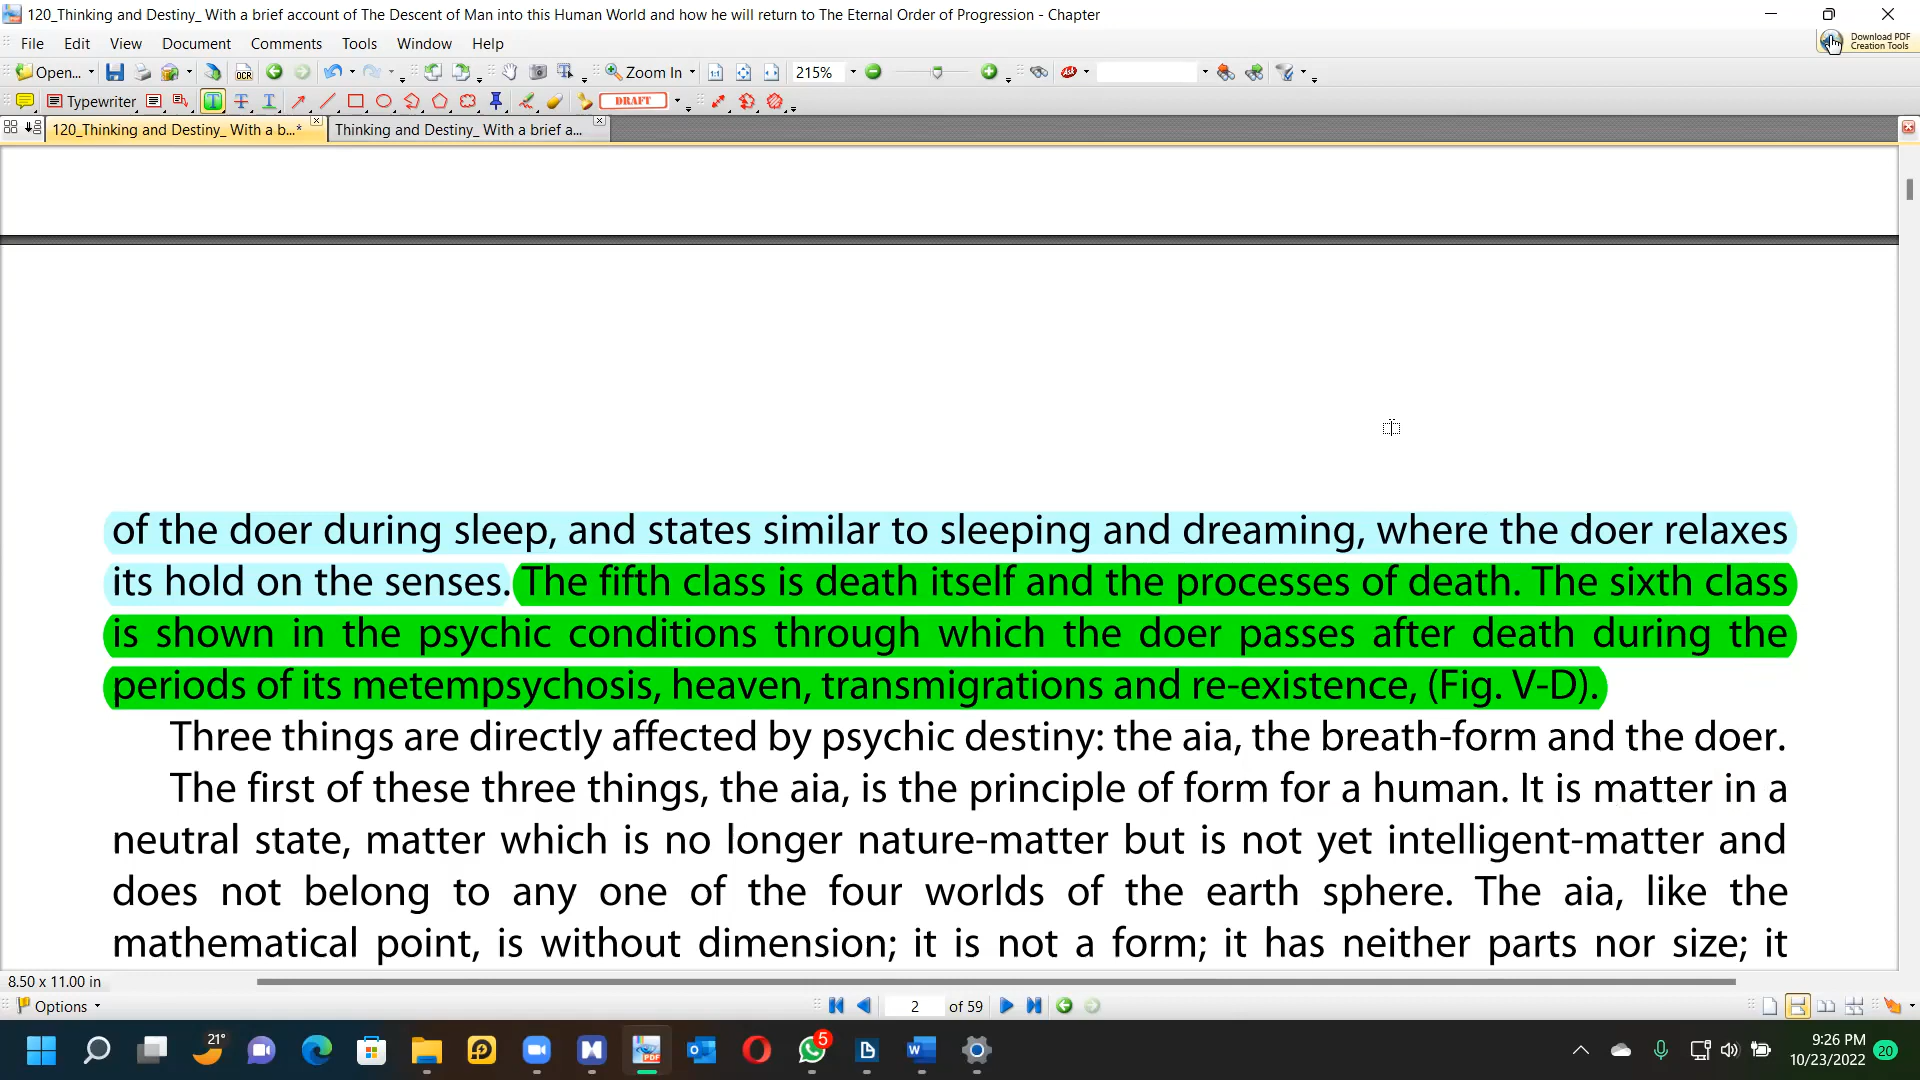 120_Thinking and Destiny_ With a brief account of The Descent of Man into this Human World and how he will return to The Eternal Order of Progression - Chapter
File Edit View Document Comments Tools Window Help
Download PDF
Creation Tools
Open... OCR Zoom In 1:1 215%
Typewriter T T T DRAFT
120_Thinking and Destiny_ With a b...* Thinking and Destiny_ With a brief a...
of the doer during sleep, and states similar to sleeping and dreaming, where the doer relaxes
its hold on the senses. The fifth class is death itself and the processes of death. The sixth class
is shown in the psychic conditions through which the doer passes after death during the
periods of its metempsychosis, heaven, transmigrations and re-existence, (Fig. V-D).
Three things are directly affected by psychic destiny: the aia, the breath-form and the doer.
The first of these three things, the aia, is the principle of form for a human. It is matter in a
neutral state, matter which is no longer nature-matter but is not yet intelligent-matter and
does not belong to any one of the four worlds of the earth sphere. The aia, like the
mathematical point, is without dimension; it is not a form; it has neither parts nor size; it
8.50 x 11.00 in
Options 2 of 59
21° 5 9:26 PM
10/23/2022 20